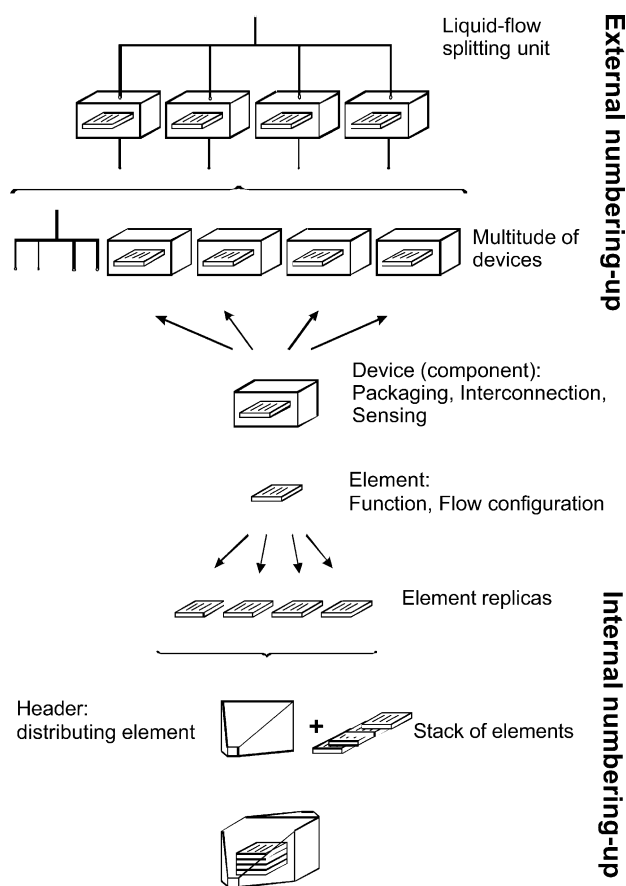 Liquid-flow
splitting unit
External numbering-up
Multitude of
devices
Device (component):
Packaging, Interconnection,
Sensing
Element:
Function, Flow configuration
Element replicas
Internal numbering-up
Header:
distributing element
+
Stack of elements